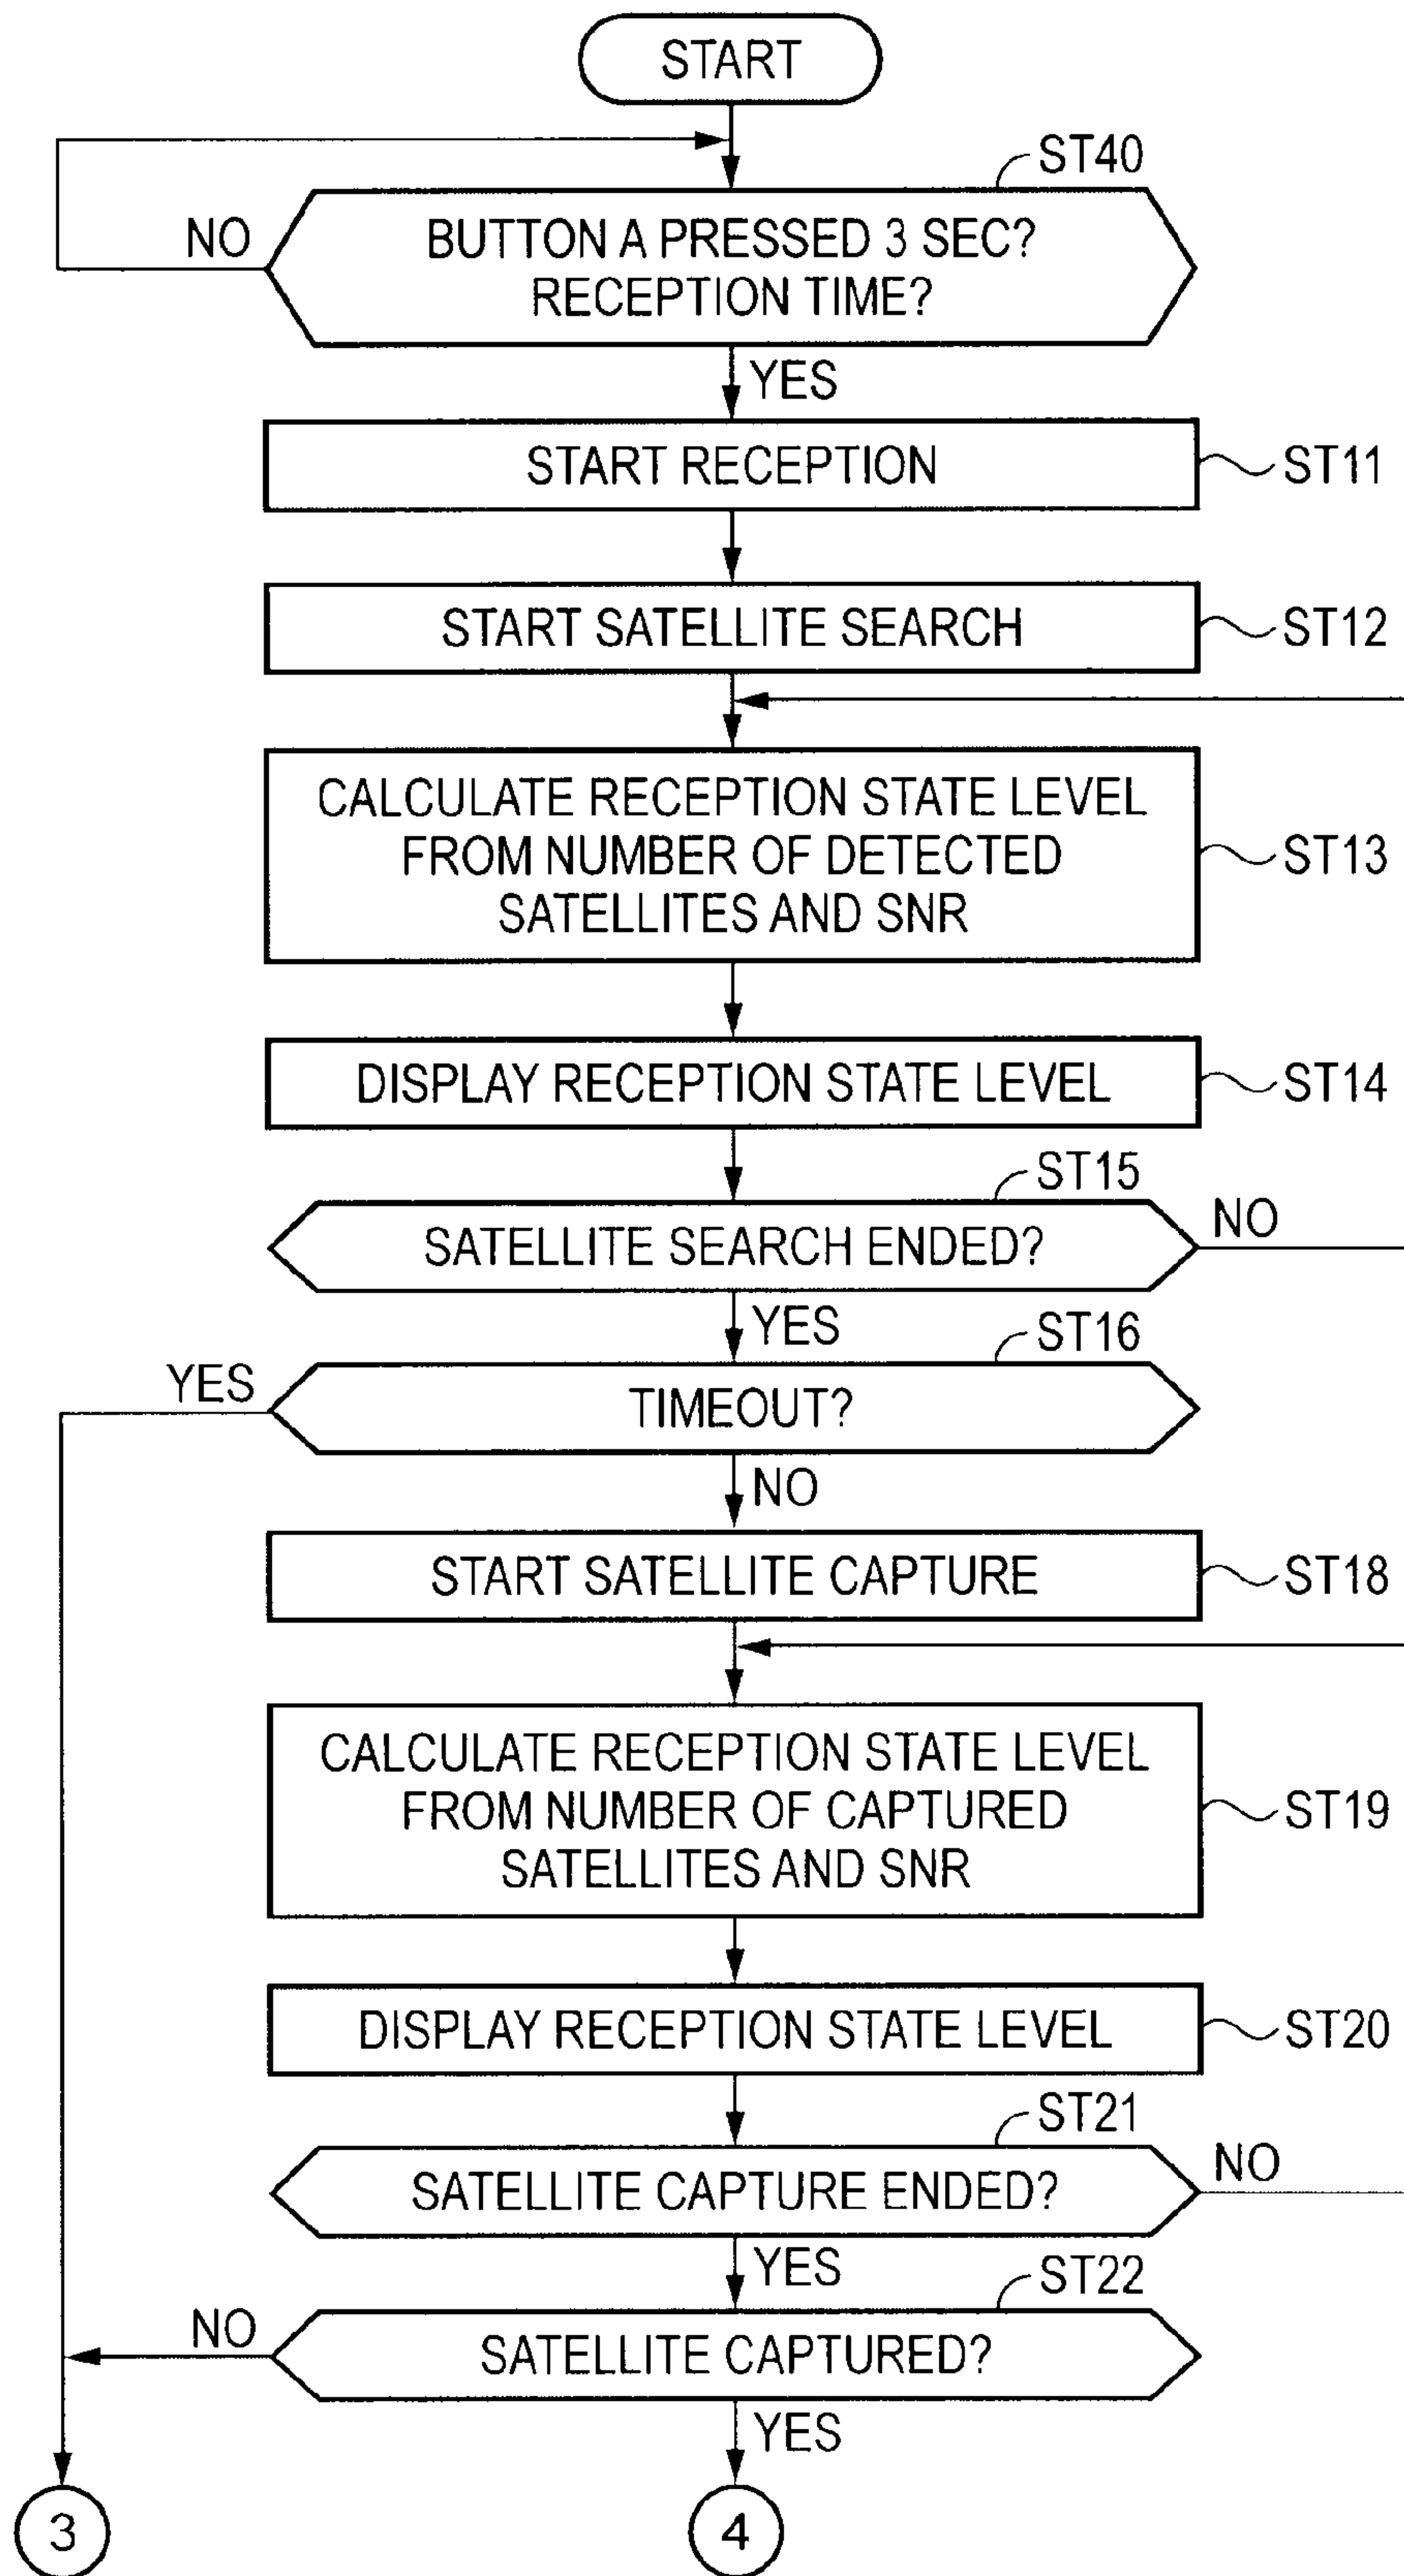 START
ST40
NO
BUTTON A PRESSED 3 SEC?
RECEPTION TIME?
YES
START RECEPTION
ST11
START SATELLITE SEARCH
ST12
CALCULATE RECEPTION STATE LEVEL
FROM NUMBER OF DETECTED
SATELLITES AND SNR
ST13
DISPLAY RECEPTION STATE LEVEL
ST14
ST15
SATELLITE SEARCH ENDED?
NO
YES
ST16
YES
TIMEOUT?
NO
START SATELLITE CAPTURE
ST18
CALCULATE RECEPTION STATE LEVEL
FROM NUMBER OF CAPTURED
SATELLITES AND SNR
ST19
DISPLAY RECEPTION STATE LEVEL
ST20
ST21
SATELLITE CAPTURE ENDED?
NO
YES
ST22
NO
SATELLITE CAPTURED?
YES
3
4